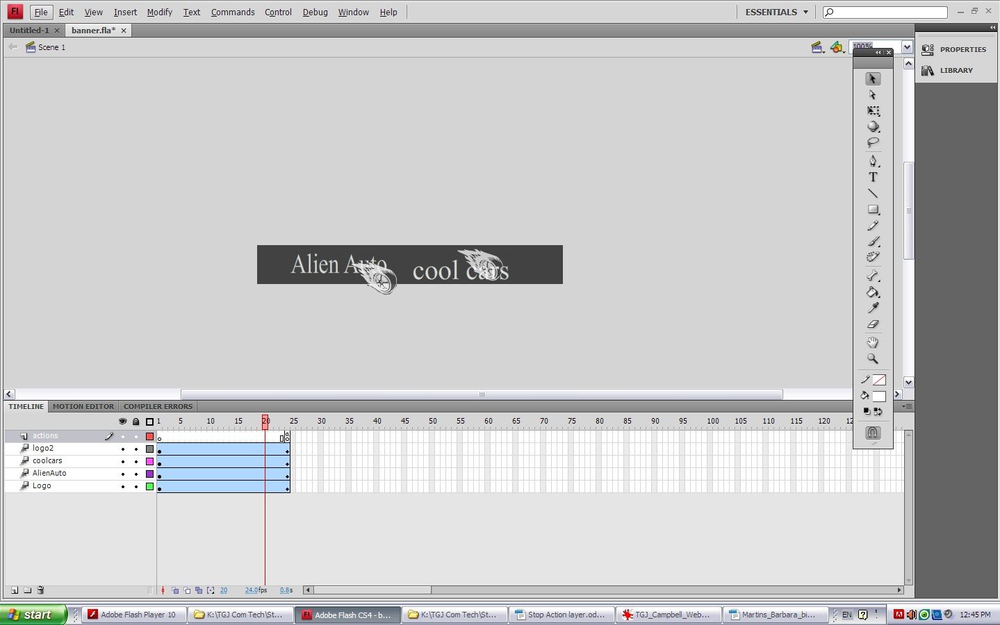 Fl File Edit View Insert Modify Text Commands Control Debug Window Help ESSENTIALS
Untitled-1 banner.fla*
Scene 1 100%
PROPERTIES
LIBRARY
Alien Auto cool cars
TIMELINE MOTION EDITOR COMPILER ERRORS
1 5 10 15 20 25 30 35 40 45 50 55 60 65 70 75 80 85 90 95 100 105 110 115 120
actions
logo2
coolcars
AlienAuto
Logo
20 24.0fps 0.8s
start Adobe Flash Player 10 K:\TGJ Com Tech\St... Adobe Flash CS4 - b... K:\TGJ Com Tech\St... Stop Action layer.od... TGJ_Campbell_Web... Martins_Barbara_bi... EN 12:45 PM